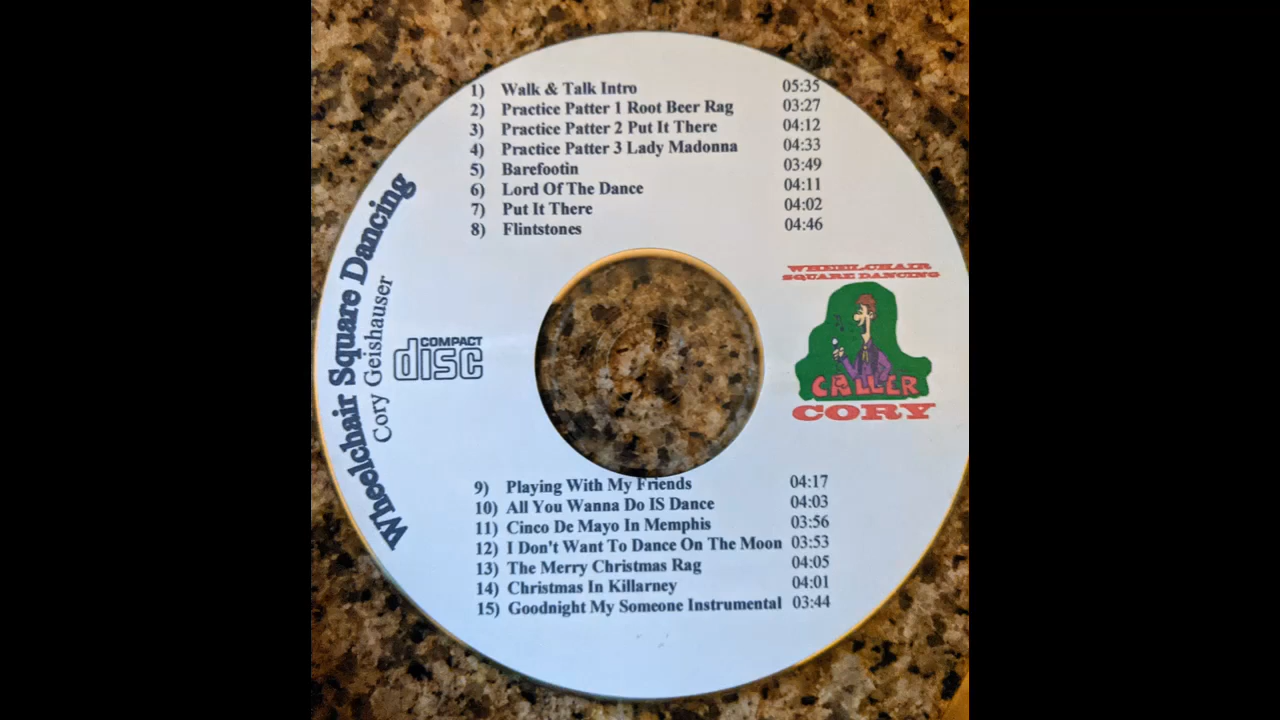 1) Walk & Talk Intro 05:35
2) Practice Patter 1 Root Beer Rag 03:27
3) Practice Patter 2 Put It There 04:12
4) Practice Patter 3 Lady Madonna 04:33
5) Barefootin 03:49
6) Lord Of The Dance 04:11
7) Put It There 04:02
8) Flintstones 04:46
Wheelchair Square Dancing
Cory Geishauser
COMPACT
disc
WHEELCHAIR
SQUARE DANCING
CALLER
CORY
9) Playing With My Friends 04:17
10) All You Wanna Do IS Dance 04:03
11) Cinco De Mayo In Memphis 03:56
12) I Don't Want To Dance On The Moon 03:53
13) The Merry Christmas Rag 04:05
14) Christmas In Killarney 04:01
15) Goodnight My Someone Instrumental 03:44